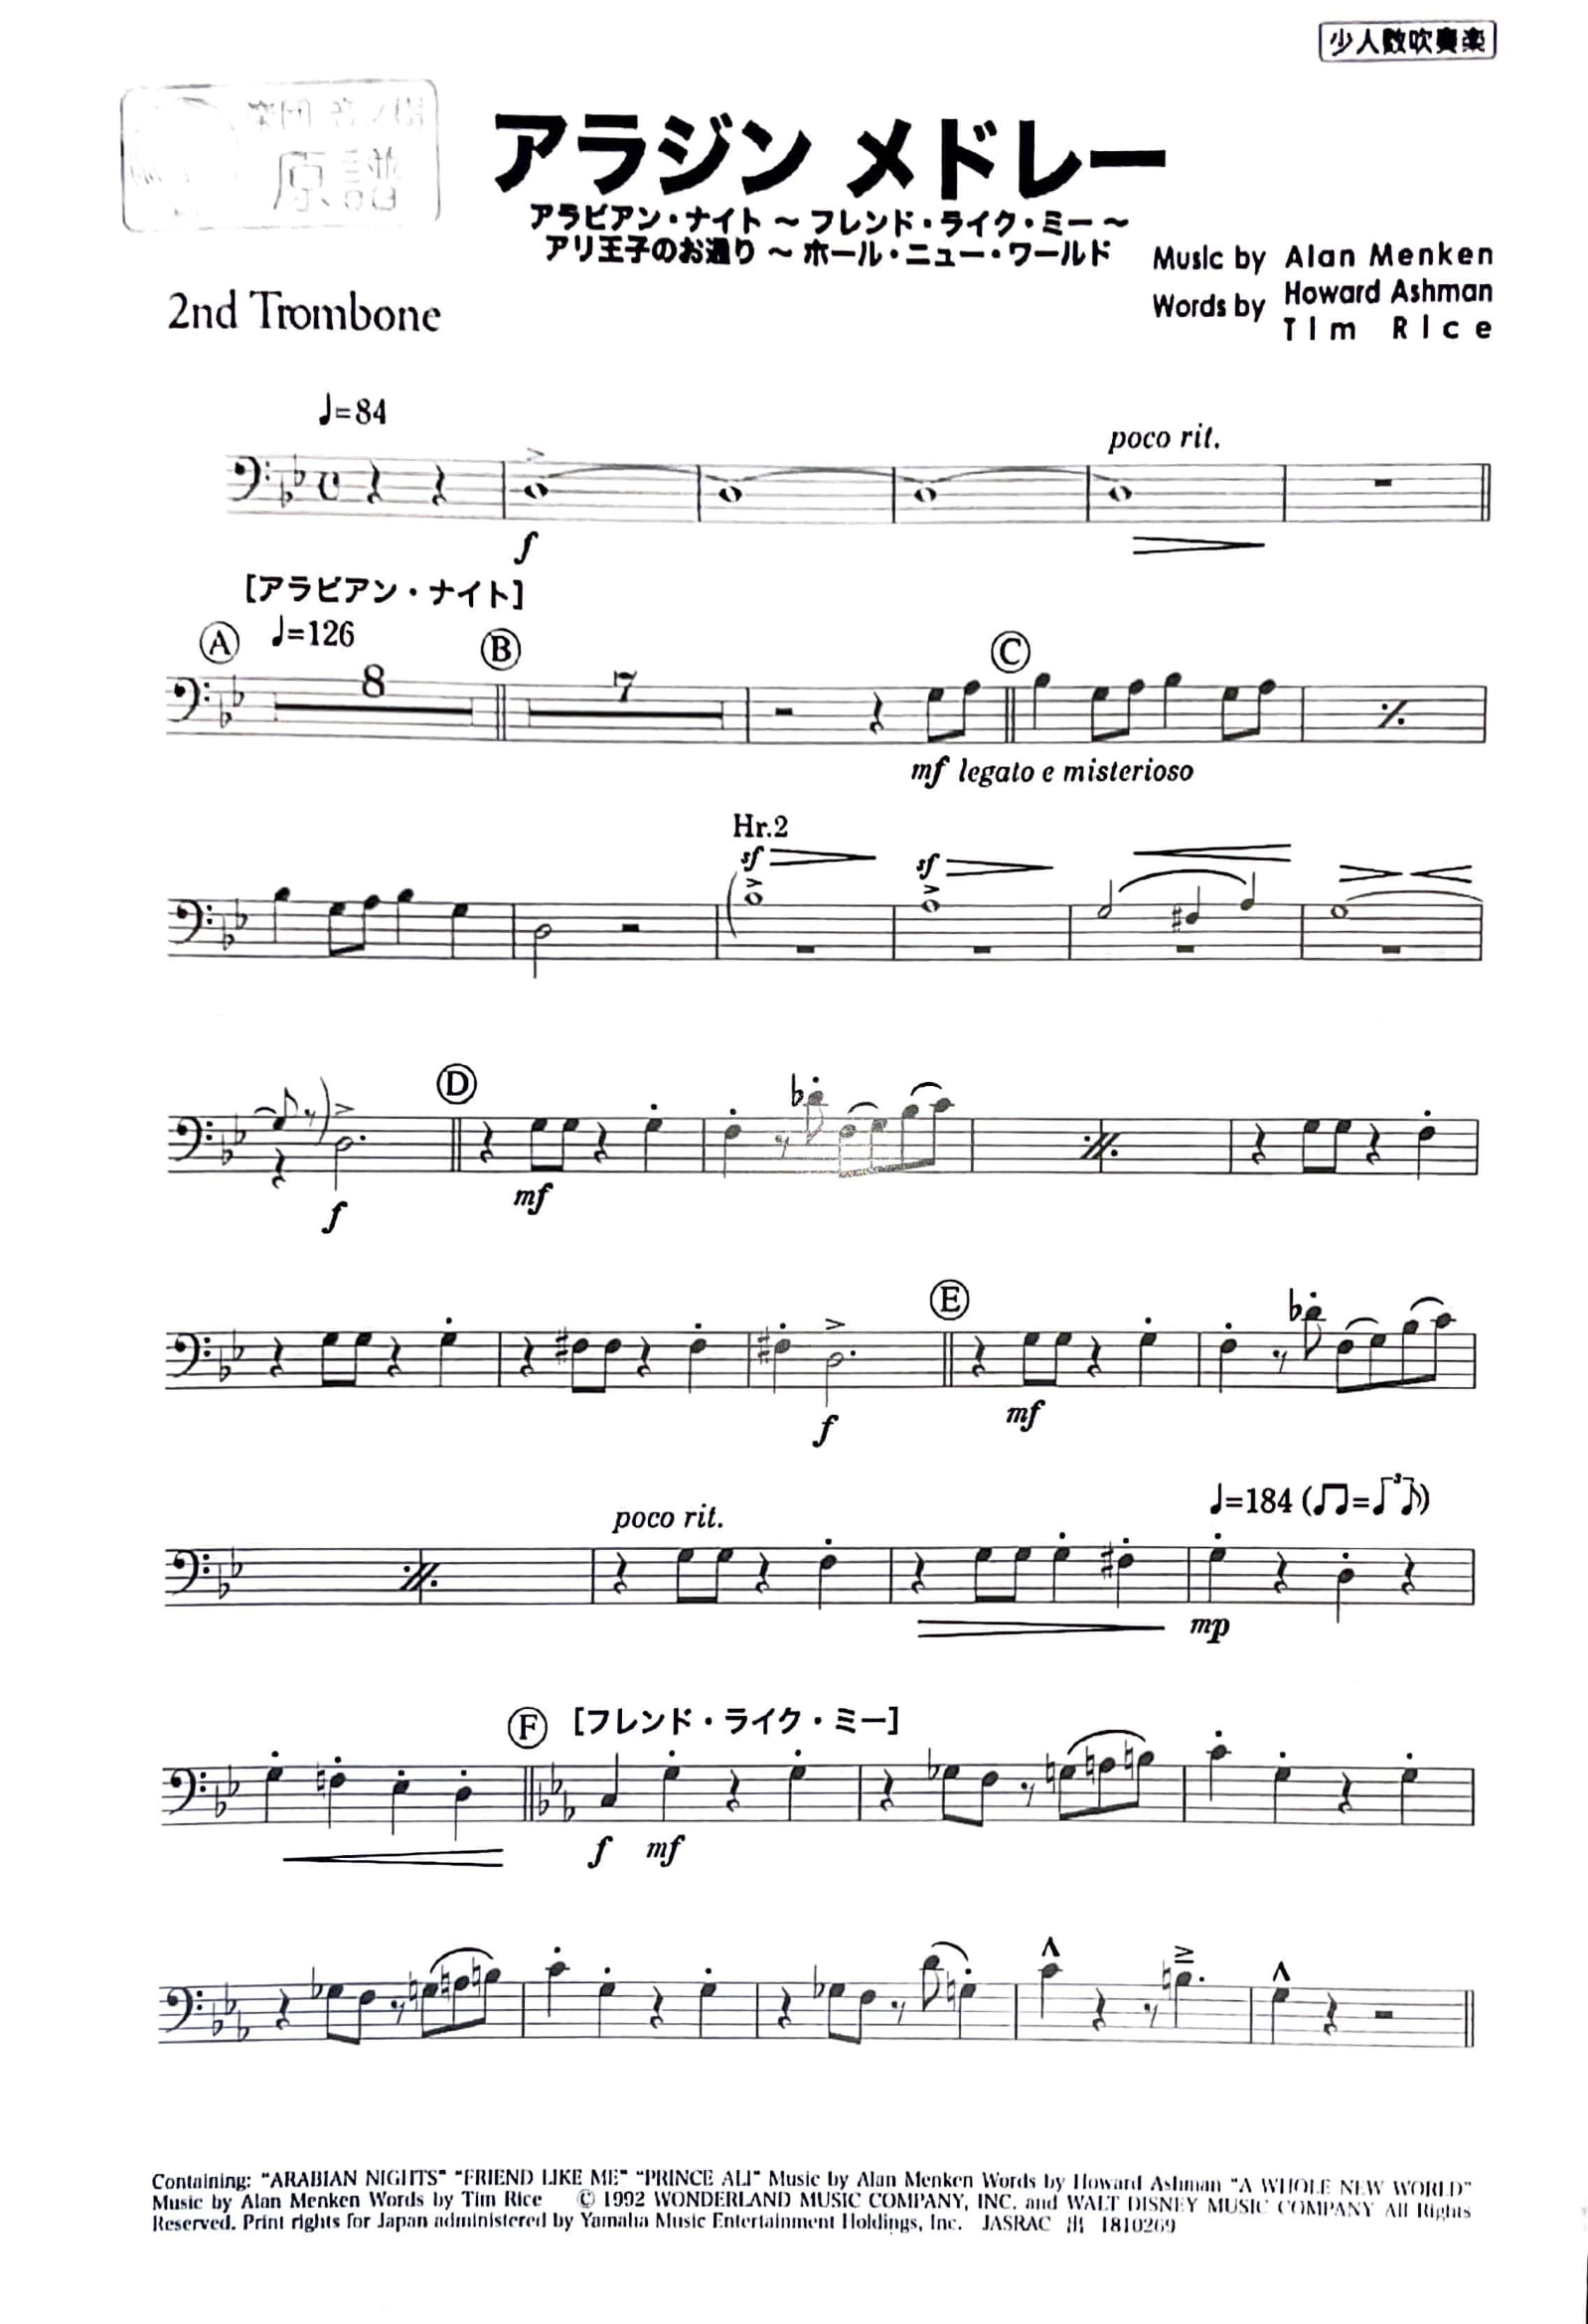 少人数吹奏楽
アラジン メドレー
アラビアン・ナイト ～ フレンド・ライク・ミー ～
アリ王子のお通り ～ ホール・ニュー・ワールド
Music by Alan Menken
Words by Howard Ashman
Tim Rice
2nd Trombone
♩=84
poco rit.
f
[アラビアン・ナイト]
A ♩=126 B C
8 7
mf legato e misterioso
Hr.2
sf sf
D
mf
f
E
mf
f
poco rit. ♩=184 (♫=♩3♪)
mp
F [フレンド・ライク・ミー]
f mf
Containing: "ARABIAN NIGHTS" "FRIEND LIKE ME" "PRINCE ALI" Music by Alan Menken Words by Howard Ashman "A WHOLE NEW WORLD"
Music by Alan Menken Words by Tim Rice © 1992 WONDERLAND MUSIC COMPANY, INC. and WALT DISNEY MUSIC COMPANY All Rights
Reserved. Print rights for Japan administered by Yamaha Music Entertainment Holdings, Inc. JASRAC 出 1810269